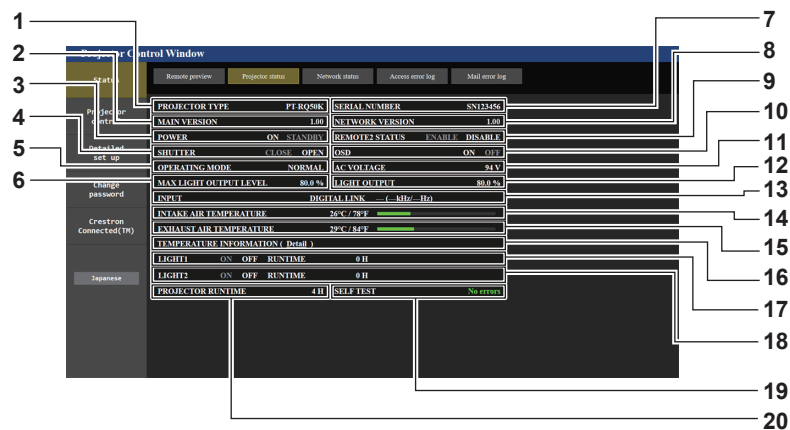 1
2
3
4
5
6
7
8
9
10
11
12
13
14
15
16
17
18
19
20
Projector Control Window
Status
Projector
control
Detailed
set up
Change
password
Crestron
Connected(TM)
Japanese
Remote preview Projector status Network status Access error log Mail error log
PROJECTOR TYPE PT-RQ50K SERIAL NUMBER SN123456
MAIN VERSION 1.00 NETWORK VERSION 1.00
POWER ON STANDBY REMOTE2 STATUS ENABLE DISABLE
SHUTTER CLOSE OPEN OSD ON OFF
OPERATING MODE NORMAL AC VOLTAGE 94 V
MAX LIGHT OUTPUT LEVEL 80.0 % LIGHT OUTPUT 80.0 %
INPUT DIGITAL LINK — (—kHz/—Hz)
INTAKE AIR TEMPERATURE 26°C / 78°F
EXHAUST AIR TEMPERATURE 29°C / 84°F
TEMPERATURE INFORMATION ( Detail )
LIGHT1 ON OFF RUNTIME 0 H
LIGHT2 ON OFF RUNTIME 0 H
PROJECTOR RUNTIME 4 H SELF TEST No errors